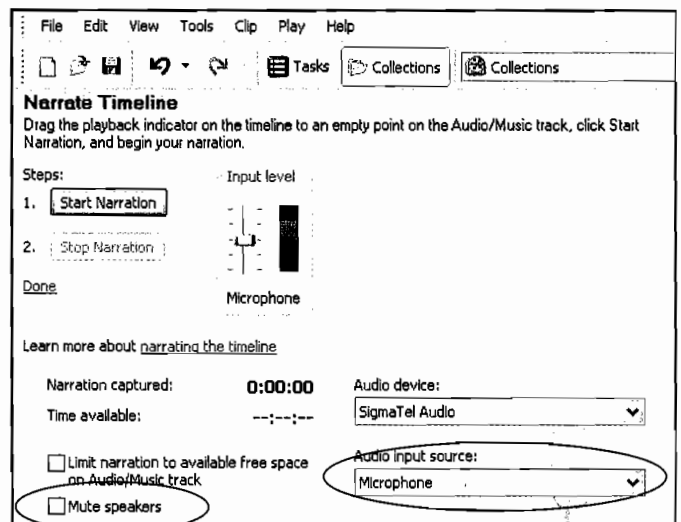 File Edit View Tools Clip Play Help
Tasks Collections Collections
Narrate Timeline
Drag the playback indicator on the timeline to an empty point on the Audio/Music track, click Start
Narration, and begin your narration.
Steps: Input level
1. Start Narration
2. Stop Narration
Done
Microphone
Learn more about narrating the timeline
Narration captured: 0:00:00 Audio device:
Time available: --:--:-- SigmaTel Audio
Limit narration to available free space Audio input source:
on Audio/Music track Microphone
Mute speakers